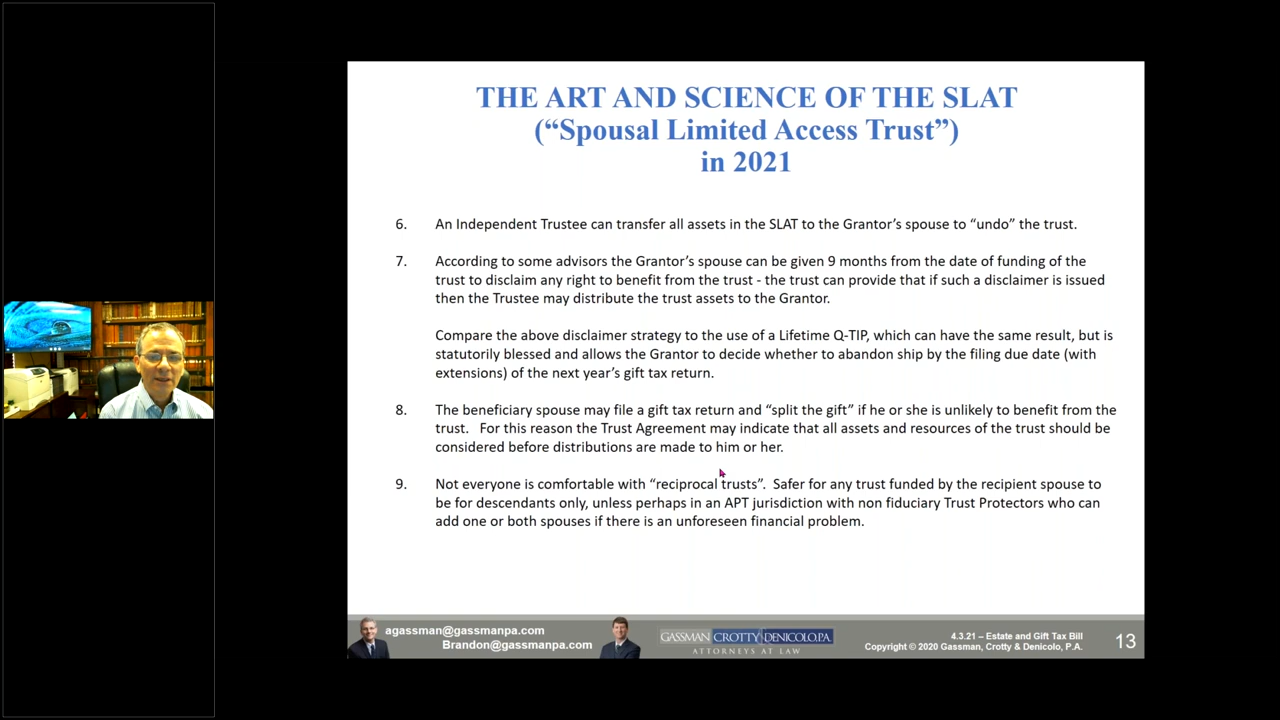 THE ART AND SCIENCE OF THE SLAT
(“Spousal Limited Access Trust”)
in 2021
6. An Independent Trustee can transfer all assets in the SLAT to the Grantor’s spouse to “undo” the trust.
7. According to some advisors the Grantor’s spouse can be given 9 months from the date of funding of the
trust to disclaim any right to benefit from the trust - the trust can provide that if such a disclaimer is issued
then the Trustee may distribute the trust assets to the Grantor.
Compare the above disclaimer strategy to the use of a Lifetime Q-TIP, which can have the same result, but is
statutorily blessed and allows the Grantor to decide whether to abandon ship by the filing due date (with
extensions) of the next year’s gift tax return.
8. The beneficiary spouse may file a gift tax return and “split the gift” if he or she is unlikely to benefit from the
trust. For this reason the Trust Agreement may indicate that all assets and resources of the trust should be
considered before distributions are made to him or her.
9. Not everyone is comfortable with “reciprocal trusts”. Safer for any trust funded by the recipient spouse to
be for descendants only, unless perhaps in an APT jurisdiction with non fiduciary Trust Protectors who can
add one or both spouses if there is an unforeseen financial problem.
agassman@gassmanpa.com
Brandon@gassmanpa.com
GASSMAN CROTTY DENICOLO, P.A.
ATTORNEYS AT LAW
4.3.21 – Estate and Gift Tax Bill
Copyright © 2020 Gassman, Crotty & Denicolo, P.A.
13